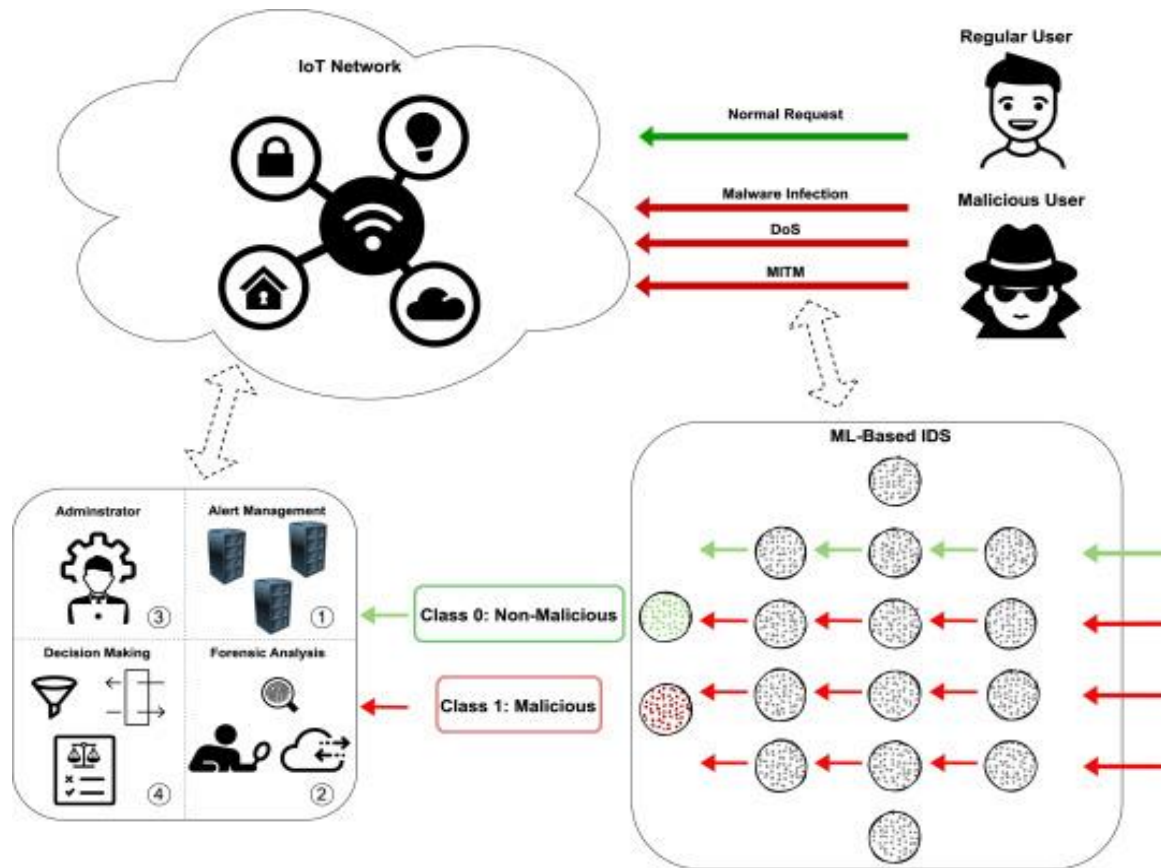 IoT Network
Regular User
Normal Request
Malicious User
Malware Infection
DoS
MITM
ML-Based IDS
Adminstrator
③
Alert Management
①
Class 0: Non-Malicious
Decision Making
④
Forensic Analysis
②
Class 1: Malicious